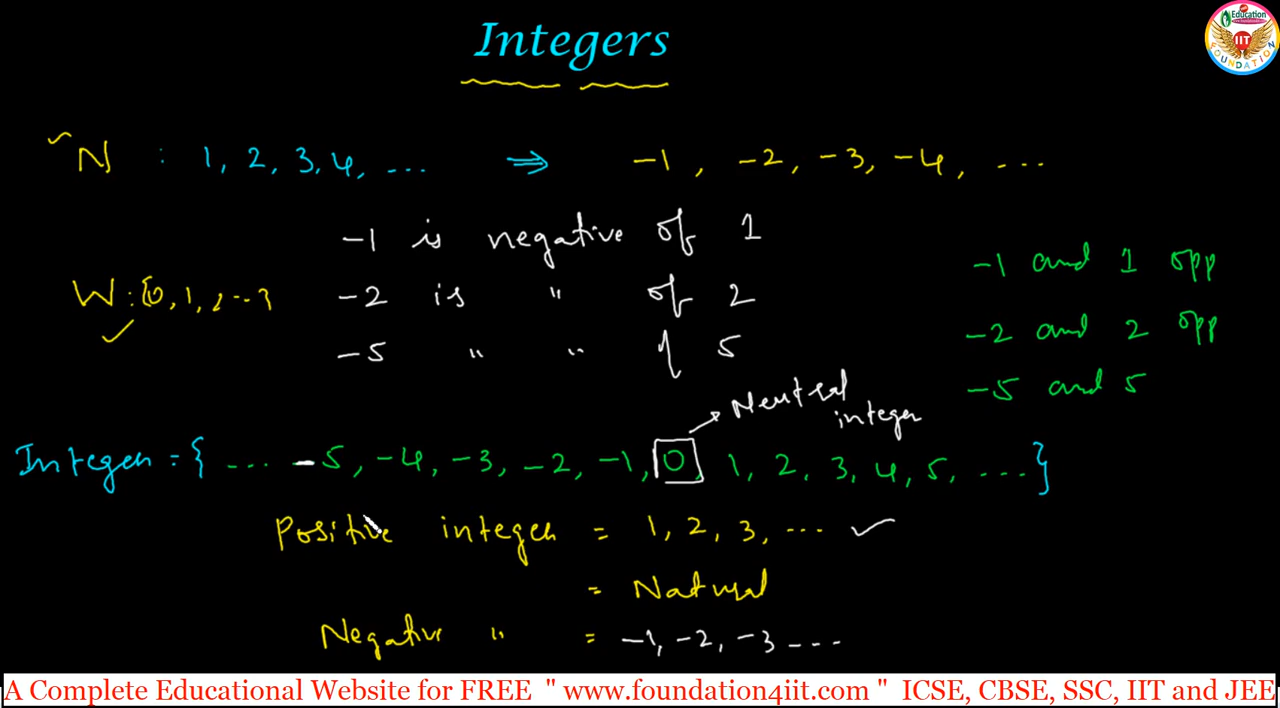 Integers
Education
IIT
FOUNDATION
N : 1, 2, 3, 4, ... ⇒ -1, -2, -3, -4, ...
-1 is negative of 1
-1 and 1 opp
W : {0, 1, 2 ... }
-2 is " of 2
-2 and 2 opp
-5 " " of 5
-5 and 5
Neutral
integer
Integer = { .... -5, -4, -3, -2, -1, 0, 1, 2, 3, 4, 5, .... }
Positive integer = 1, 2, 3, .... ✓
= Natural
Negative " = -1, -2, -3 ....
A Complete Educational Website for FREE " www.foundation4iit.com " ICSE, CBSE, SSC, IIT and JEE